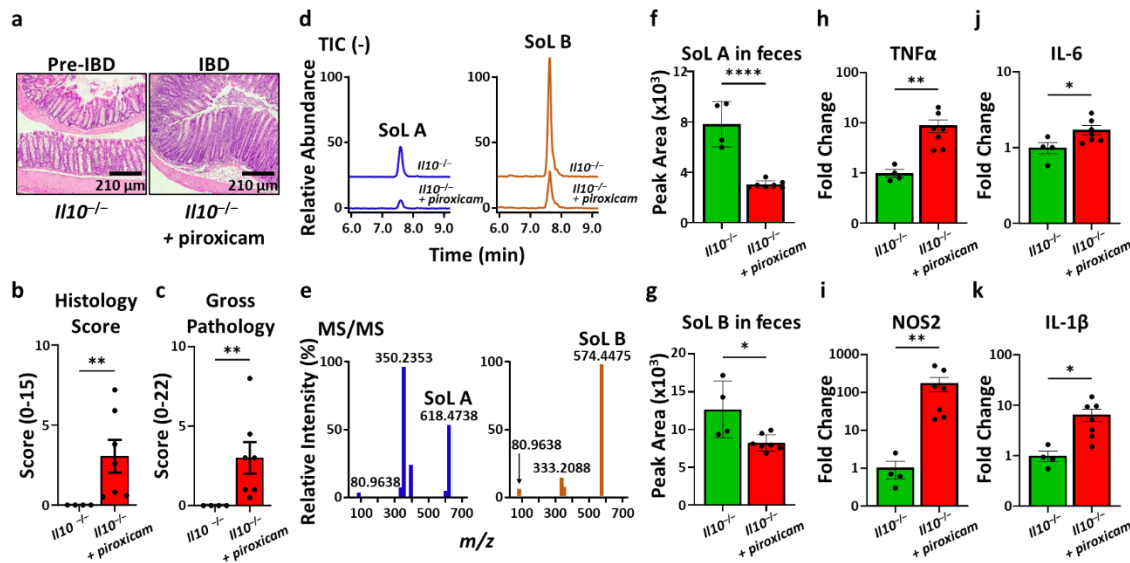 a
Pre-IBD
IBD
210 µm
210 µm
Il10–/–
Il10–/–
+ piroxicam
b
Histology
Score
Score (0-15)
10
5
0
**
Il10 –/–
Il10–/–
+ piroxicam
c
Gross
Pathology
Score (0-22)
10
5
0
**
Il10 –/–
Il10–/–
+ piroxicam
d
TIC (-)
Relative Abundance
100
50
0
SoL A
Il10–/–
Il10–/–
+ piroxicam
6.0 7.0 8.0 9.0
SoL B
100
50
0
Il10–/–
Il10–/–
+ piroxicam
6.0 7.0 8.0 9.0
Time (min)
e
MS/MS
Relative Intensity (%)
100
50
0
350.2353
SoL A
618.4738
80.9638
100 300 500 700
SoL B
574.4475
100
50
0
80.9638
333.2088
100 300 500 700
m/z
f
SoL A in feces
Peak Area (x10³)
12
8
4
0
****
Il10–/–
Il10–/–
+ piroxicam
g
SoL B in feces
Peak Area (x10³)
20
15
10
5
0
*
Il10–/–
Il10–/–
+ piroxicam
h
TNFα
Fold Change
100
10
1
0
**
Il10–/–
Il10–/–
+ piroxicam
i
NOS2
Fold Change
1000
100
10
1
0
**
Il10–/–
Il10–/–
+ piroxicam
j
IL-6
Fold Change
10
1
0
*
Il10–/–
Il10–/–
+ piroxicam
k
IL-1β
Fold Change
100
10
1
0
*
Il10–/–
Il10–/–
+ piroxicam